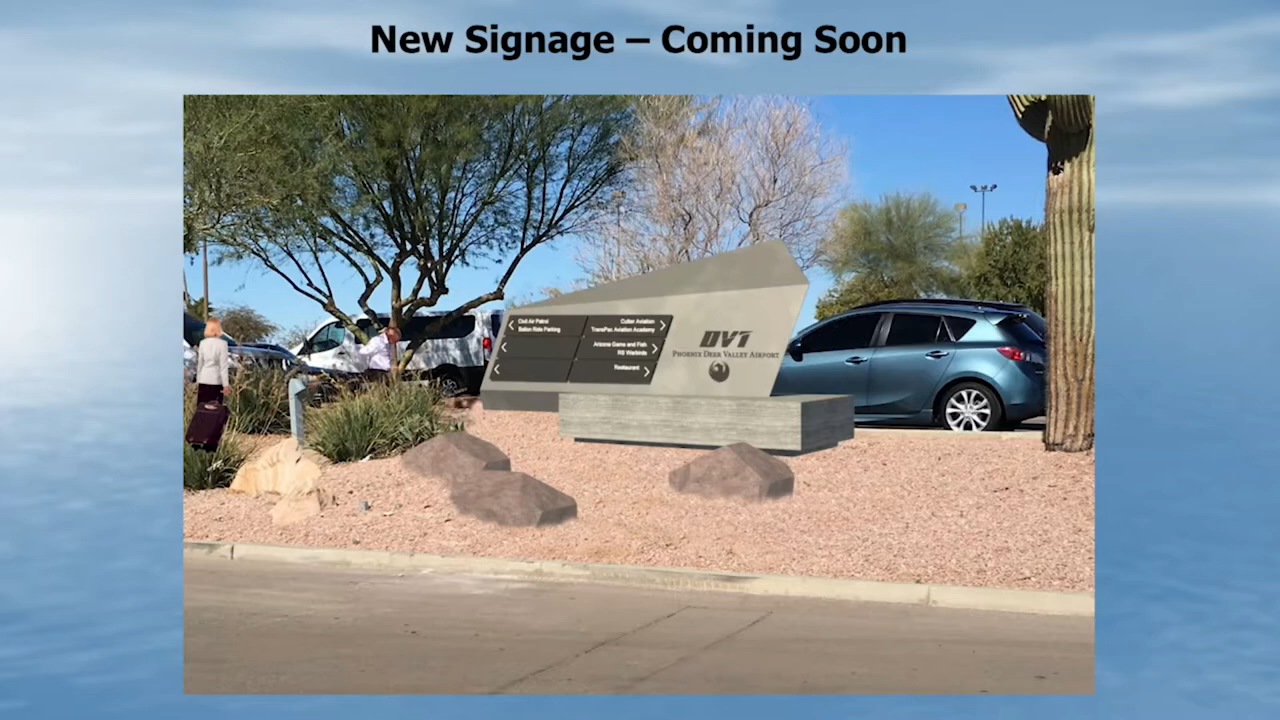 New Signage – Coming Soon
Civil Air Patrol
Ballon Ride Parking
Cutter Aviation
TransPac Aviation Academy
Arizona Game and Fish
RS Warbirds
Restaurant
DVT
PHOENIX DEER VALLEY AIRPORT